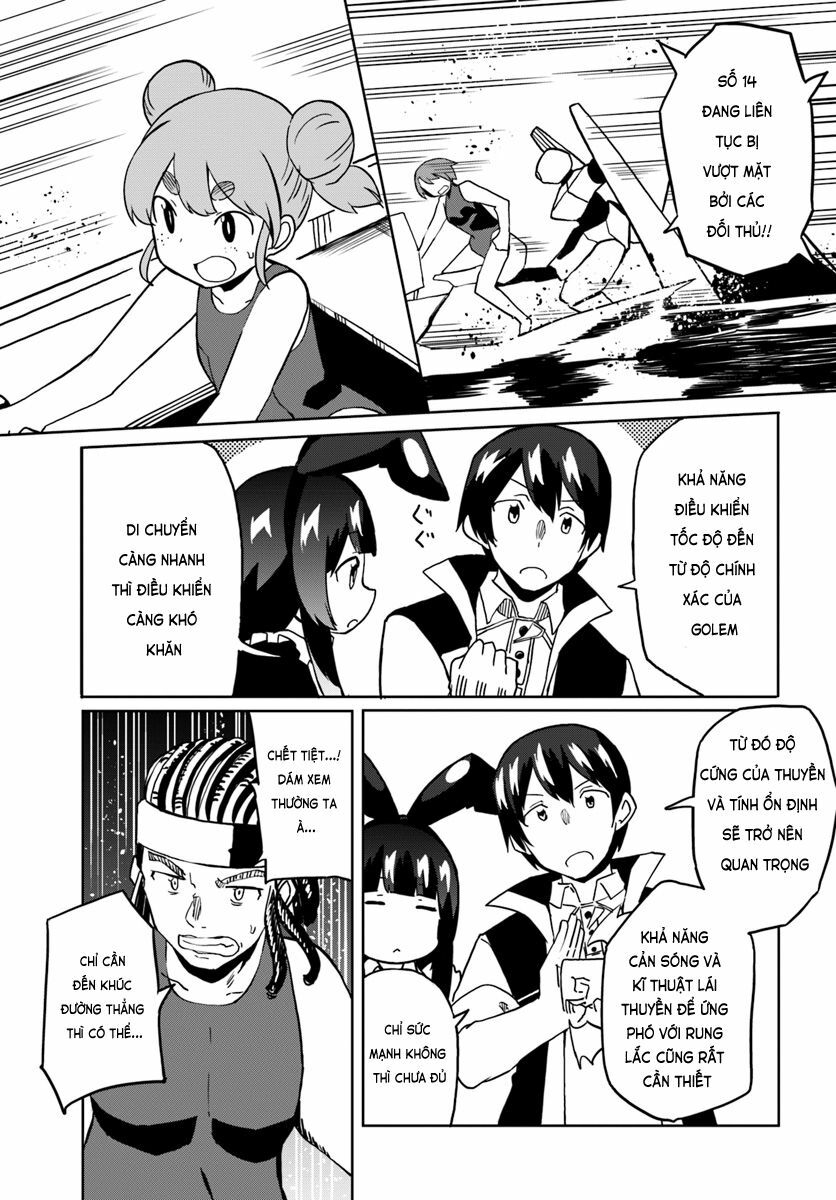 SỐ 14
ĐANG LIÊN
TỤC BỊ
VƯỢT MẶT
BỞI CÁC
ĐỐI THỦ!!
KHẢ NĂNG
ĐIỀU KHIỂN
TỐC ĐỘ ĐẾN
TỪ ĐỘ CHÍNH
XÁC CỦA
GOLEM
ぐぐ
DI CHUYỂN
CÀNG NHANH
THÌ ĐIỀU KHIỂN
CÀNG KHÓ
KHĂN
TỪ ĐÓ ĐỘ
CỨNG CỦA THUYỀN
VÀ TÍNH ỔN ĐỊNH
SẼ TRỞ NÊN
QUAN TRỌNG
KHẢ NĂNG
CẢN SÓNG VÀ
KĨ THUẬT LÁI
THUYỀN ĐỂ ỨNG
PHÓ VỚI RUNG
LẮC CŨNG RẤT
CẦN THIẾT
CHỈ SỨC
MẠNH KHÔNG
THÌ CHƯA ĐỦ
CHẾT TIỆT...!
DÁM XEM
THƯỜNG TA
À...
CHỈ CẦN
ĐẾN KHÚC
ĐƯỜNG THẲNG
THÌ CÓ THỂ...